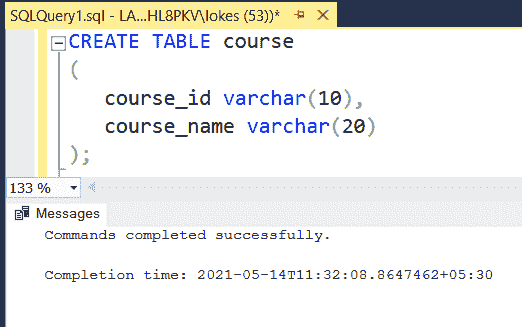 SQLQuery1.sql - LA...HL8PKV\lokes (53))*
CREATE TABLE course
(
course_id varchar(10),
course_name varchar(20)
);
133 %
Messages
Commands completed successfully.
Completion time: 2021-05-14T11:32:08.8647462+05:30